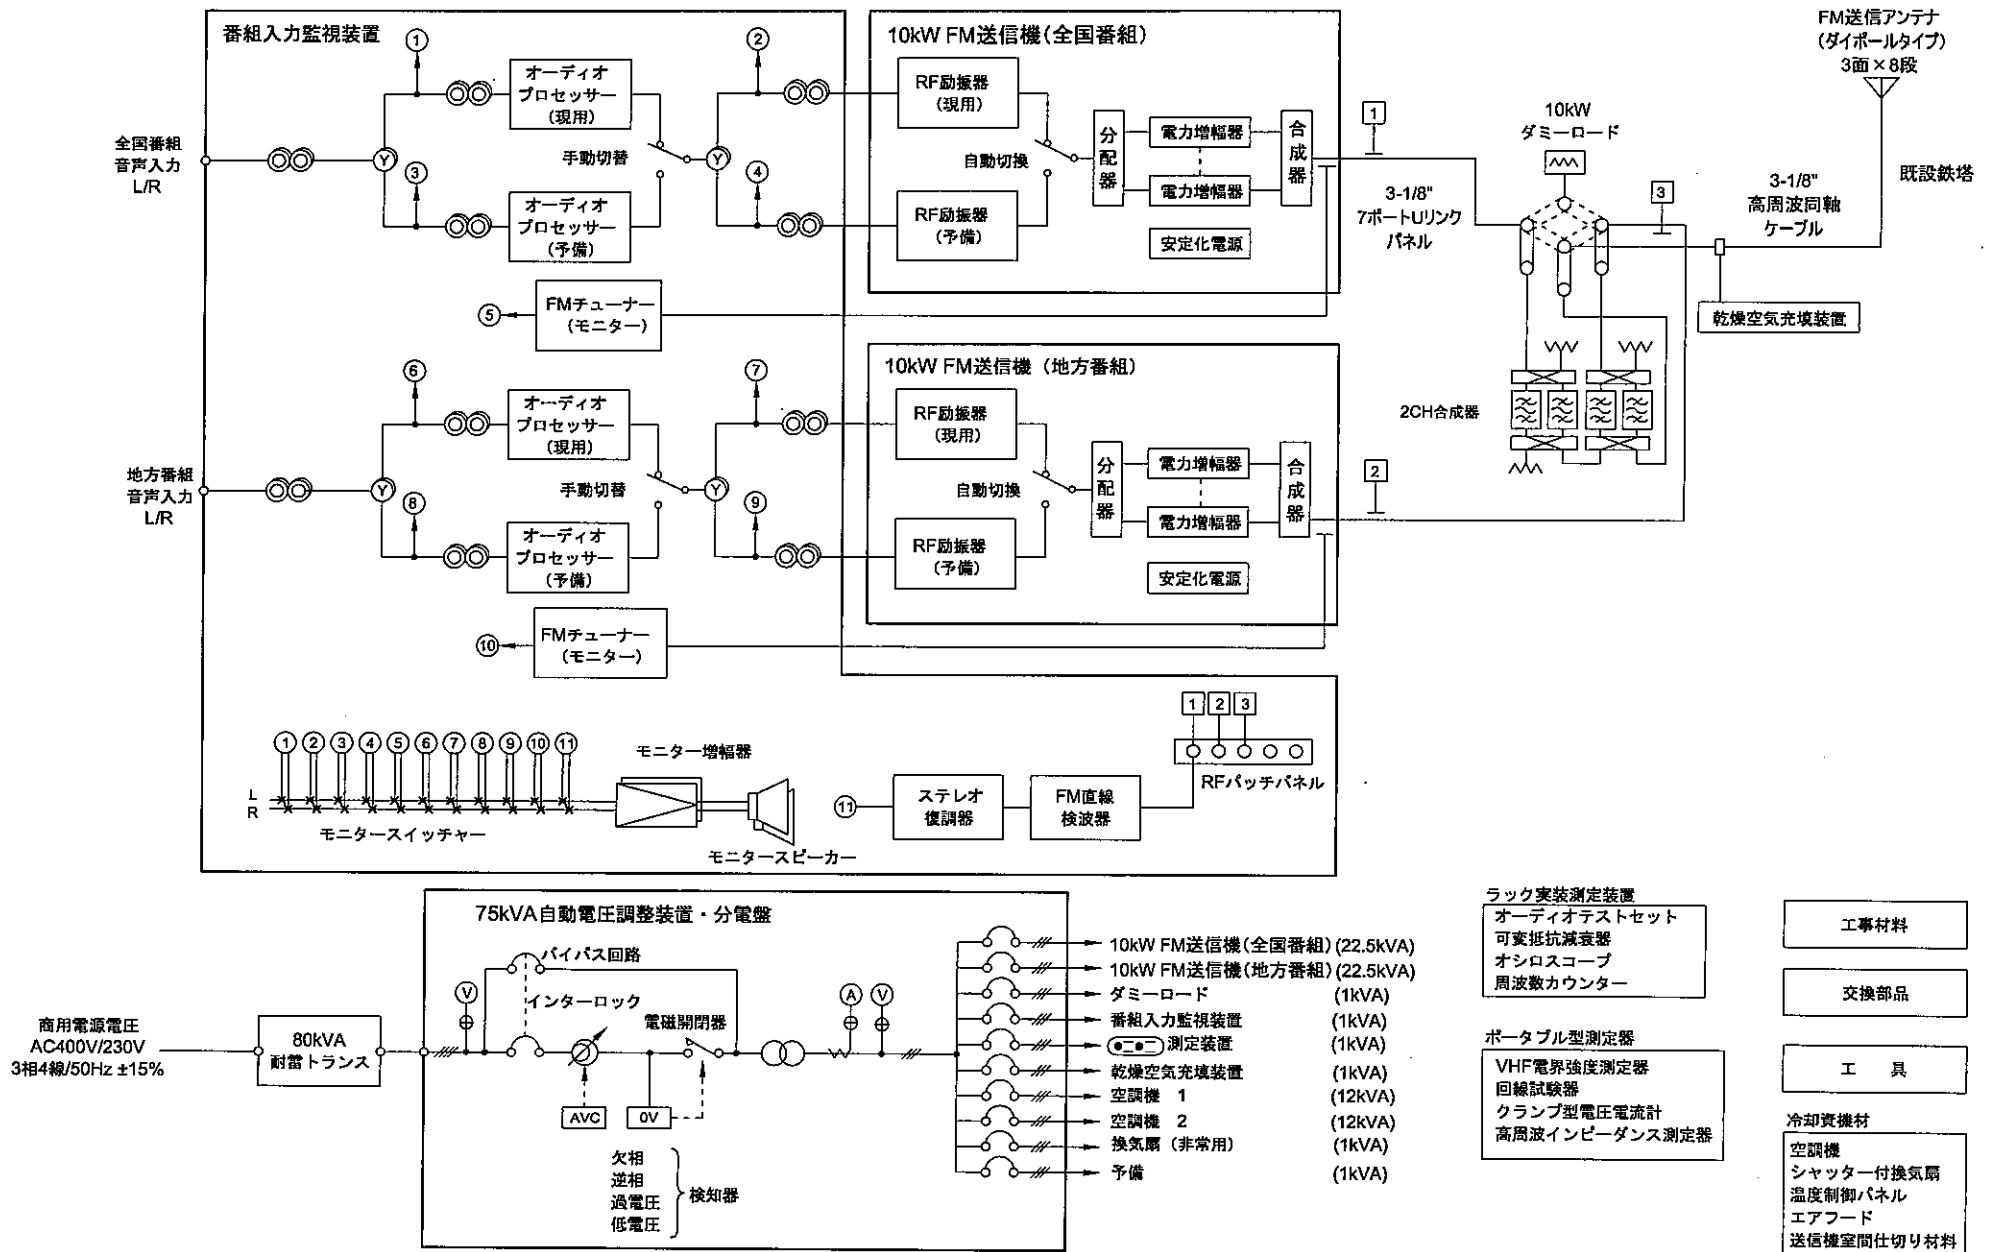 番組入力監視装置
全国番組
音声入力
L/R
①
②
③
④
オーディオ
プロセッサー
(現用)
オーディオ
プロセッサー
(予備)
手動切替
Y
Y
FMチューナー
(モニター)
⑤
10kW FM送信機(全国番組)
RF励振器
(現用)
RF励振器
(予備)
自動切換
分配器
電力増幅器
電力増幅器
合成器
安定化電源
1
3-1/8"
7ポートUリンク
パネル
10kW
ダミーロード
3
3-1/8"
高周波同軸
ケーブル
FM送信アンテナ
(ダイポールタイプ)
3面×8段
既設鉄塔
乾燥空気充填装置
2CH合成器
地方番組
音声入力
L/R
⑥
⑦
⑧
⑨
オーディオ
プロセッサー
(現用)
オーディオ
プロセッサー
(予備)
手動切替
Y
Y
FMチューナー
(モニター)
⑩
10kW FM送信機(地方番組)
RF励振器
(現用)
RF励振器
(予備)
自動切換
分配器
電力増幅器
電力増幅器
合成器
安定化電源
2
① ② ③ ④ ⑤ ⑥ ⑦ ⑧ ⑨ ⑩ ⑪
L
R
モニタースイッチャー
モニター増幅器
モニタースピーカー
⑪
ステレオ
復調器
FM直線
検波器
1 2 3
RFパッチパネル
75kVA自動電圧調整装置・分電盤
商用電源電圧
AC400V/230V
3相4線/50Hz ±15%
80kVA
耐雷トランス
V
バイパス回路
インターロック
電磁開閉器
AVC
0V
A
V
欠相
逆相
過電圧
低電圧
検知器
10kW FM送信機(全国番組) (22.5kVA)
10kW FM送信機(地方番組) (22.5kVA)
ダミーロード (1kVA)
番組入力監視装置 (1kVA)
測定装置 (1kVA)
乾燥空気充填装置 (1kVA)
空調機 1 (12kVA)
空調機 2 (12kVA)
換気扇(非常用) (1kVA)
予備 (1kVA)
ラック実装測定装置
オーディオテストセット
可変抵抗減衰器
オシロスコープ
周波数カウンター
ポータブル型測定器
VHF電界強度測定器
回線試験器
クランプ型電圧電流計
高周波インピーダンス測定器
工事材料
交換部品
工 具
冷却資機材
空調機
シャッター付換気扇
温度制御パネル
エアフード
送信機室間仕切り材料